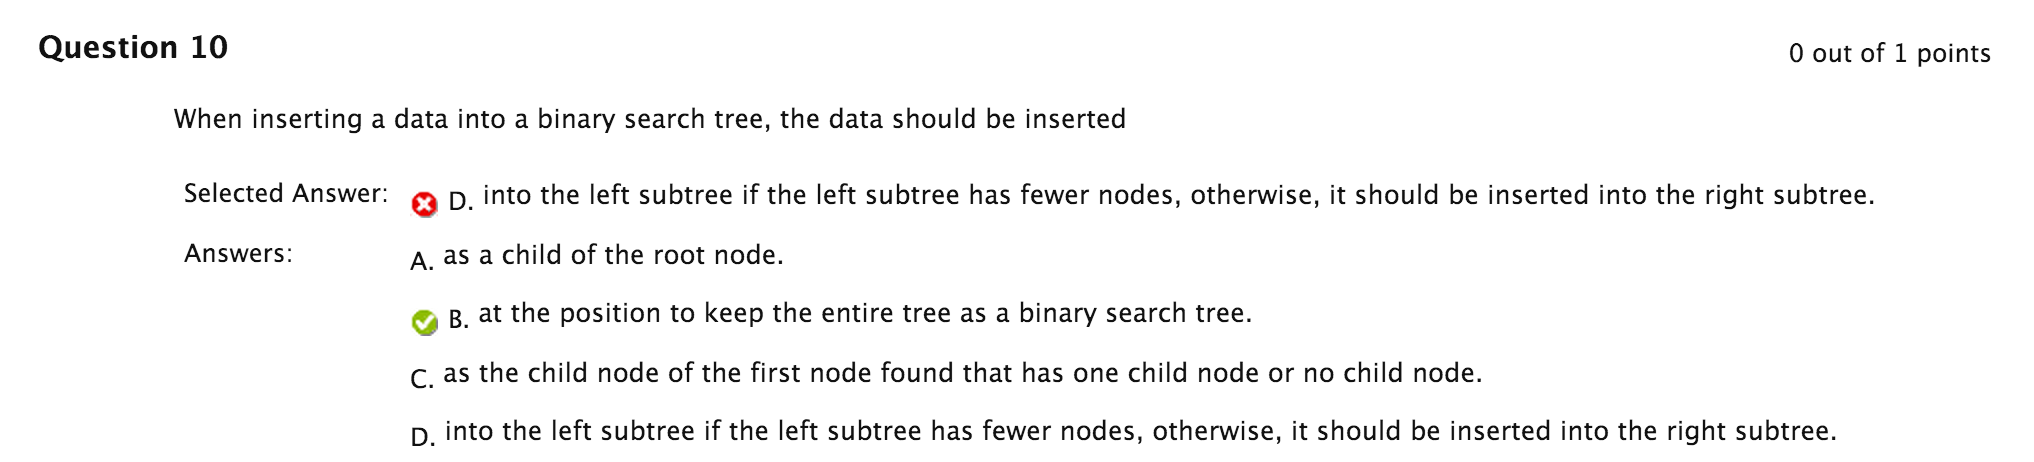 Question 10
0 out of 1 points
When inserting a data into a binary search tree, the data should be inserted
Selected Answer: D. into the left subtree if the left subtree has fewer nodes, otherwise, it should be inserted into the right subtree.
Answers: A. as a child of the root node.
B. at the position to keep the entire tree as a binary search tree.
C. as the child node of the first node found that has one child node or no child node.
D. into the left subtree if the left subtree has fewer nodes, otherwise, it should be inserted into the right subtree.